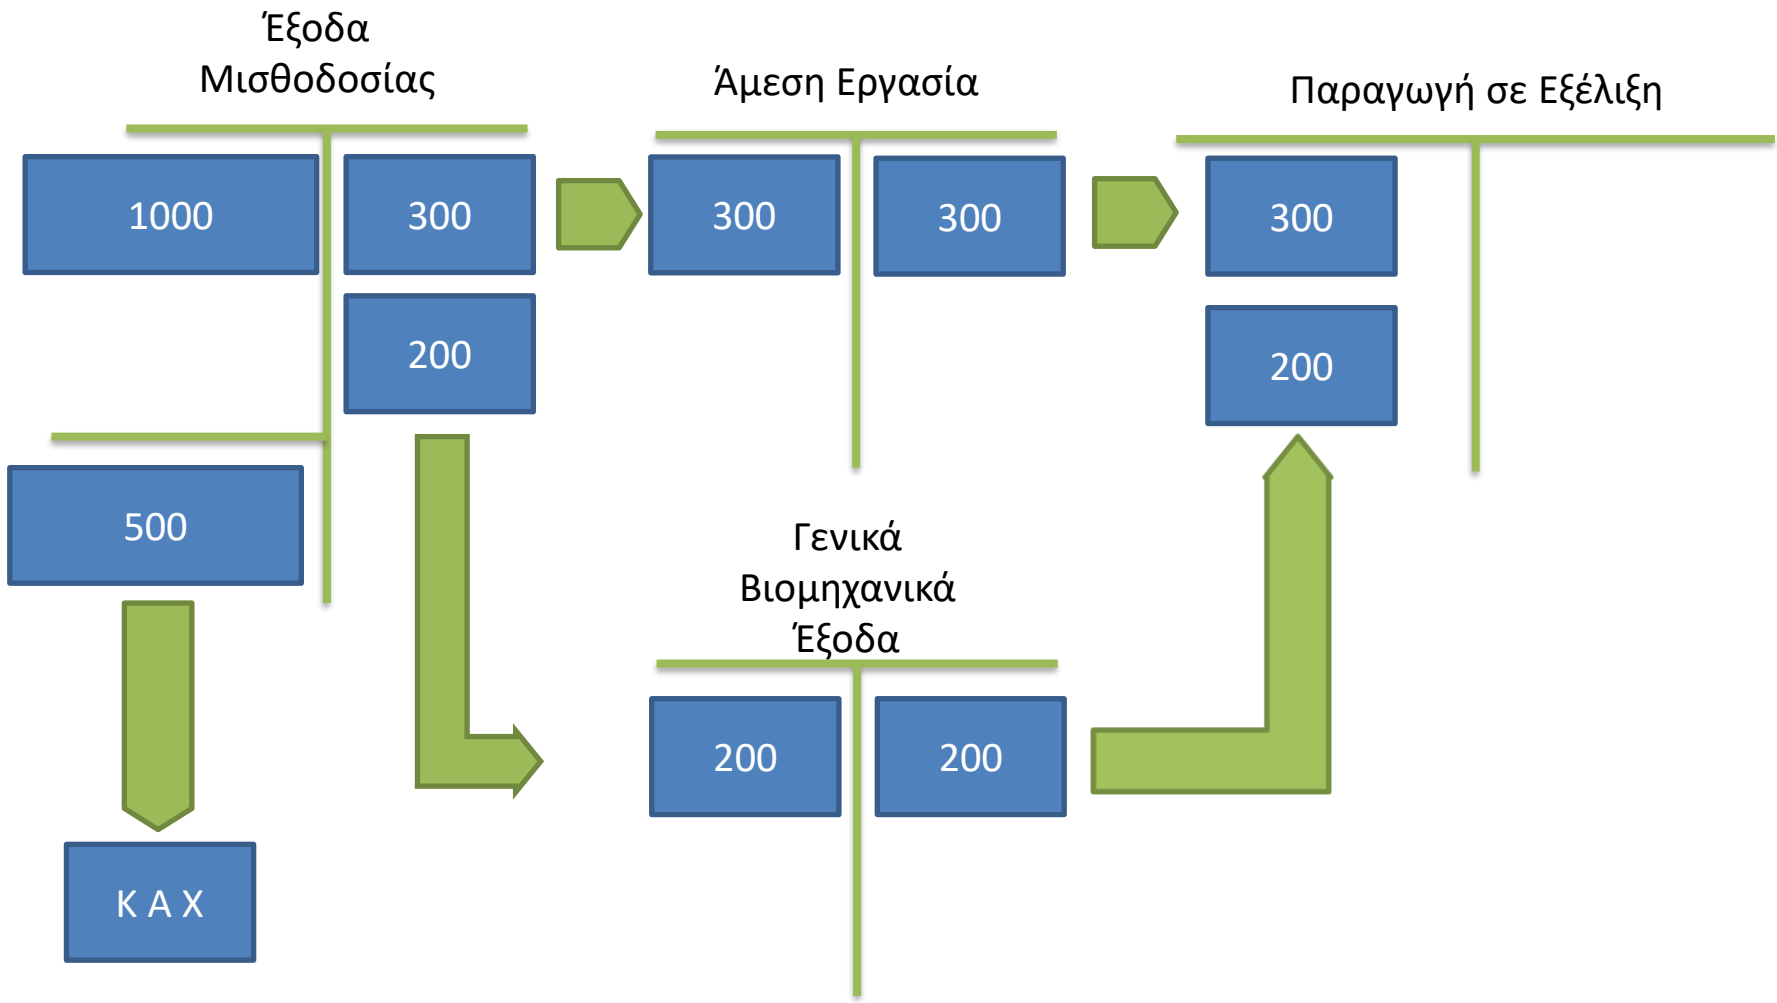 Έξοδα
Μισθοδοσίας
Άμεση Εργασία
Παραγωγή σε Εξέλιξη
1000
300
300
300
300
200
200
500
Γενικά
Βιομηχανικά
Έξοδα
200
200
Κ Α Χ